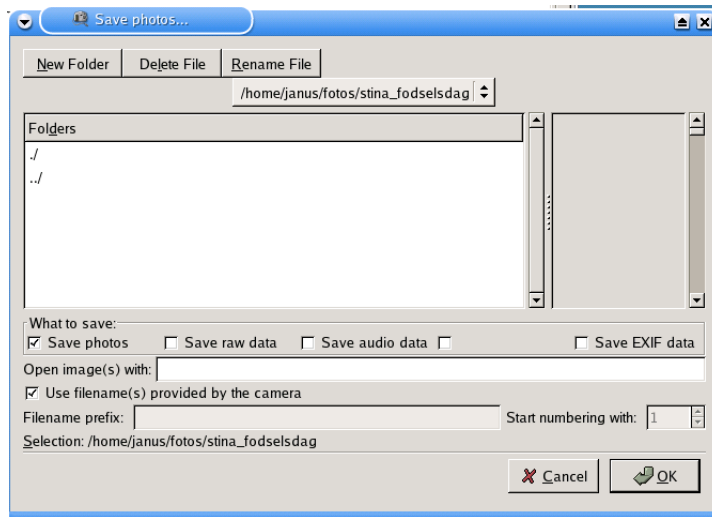 Save photos...
New Folder Delete File Rename File
/home/janus/fotos/stina_fodselsdag
Folders
./
../
What to save:
Save photos Save raw data Save audio data Save EXIF data
Open image(s) with:
Use filename(s) provided by the camera
Filename prefix: Start numbering with: 1
Selection: /home/janus/fotos/stina_fodselsdag
Cancel OK